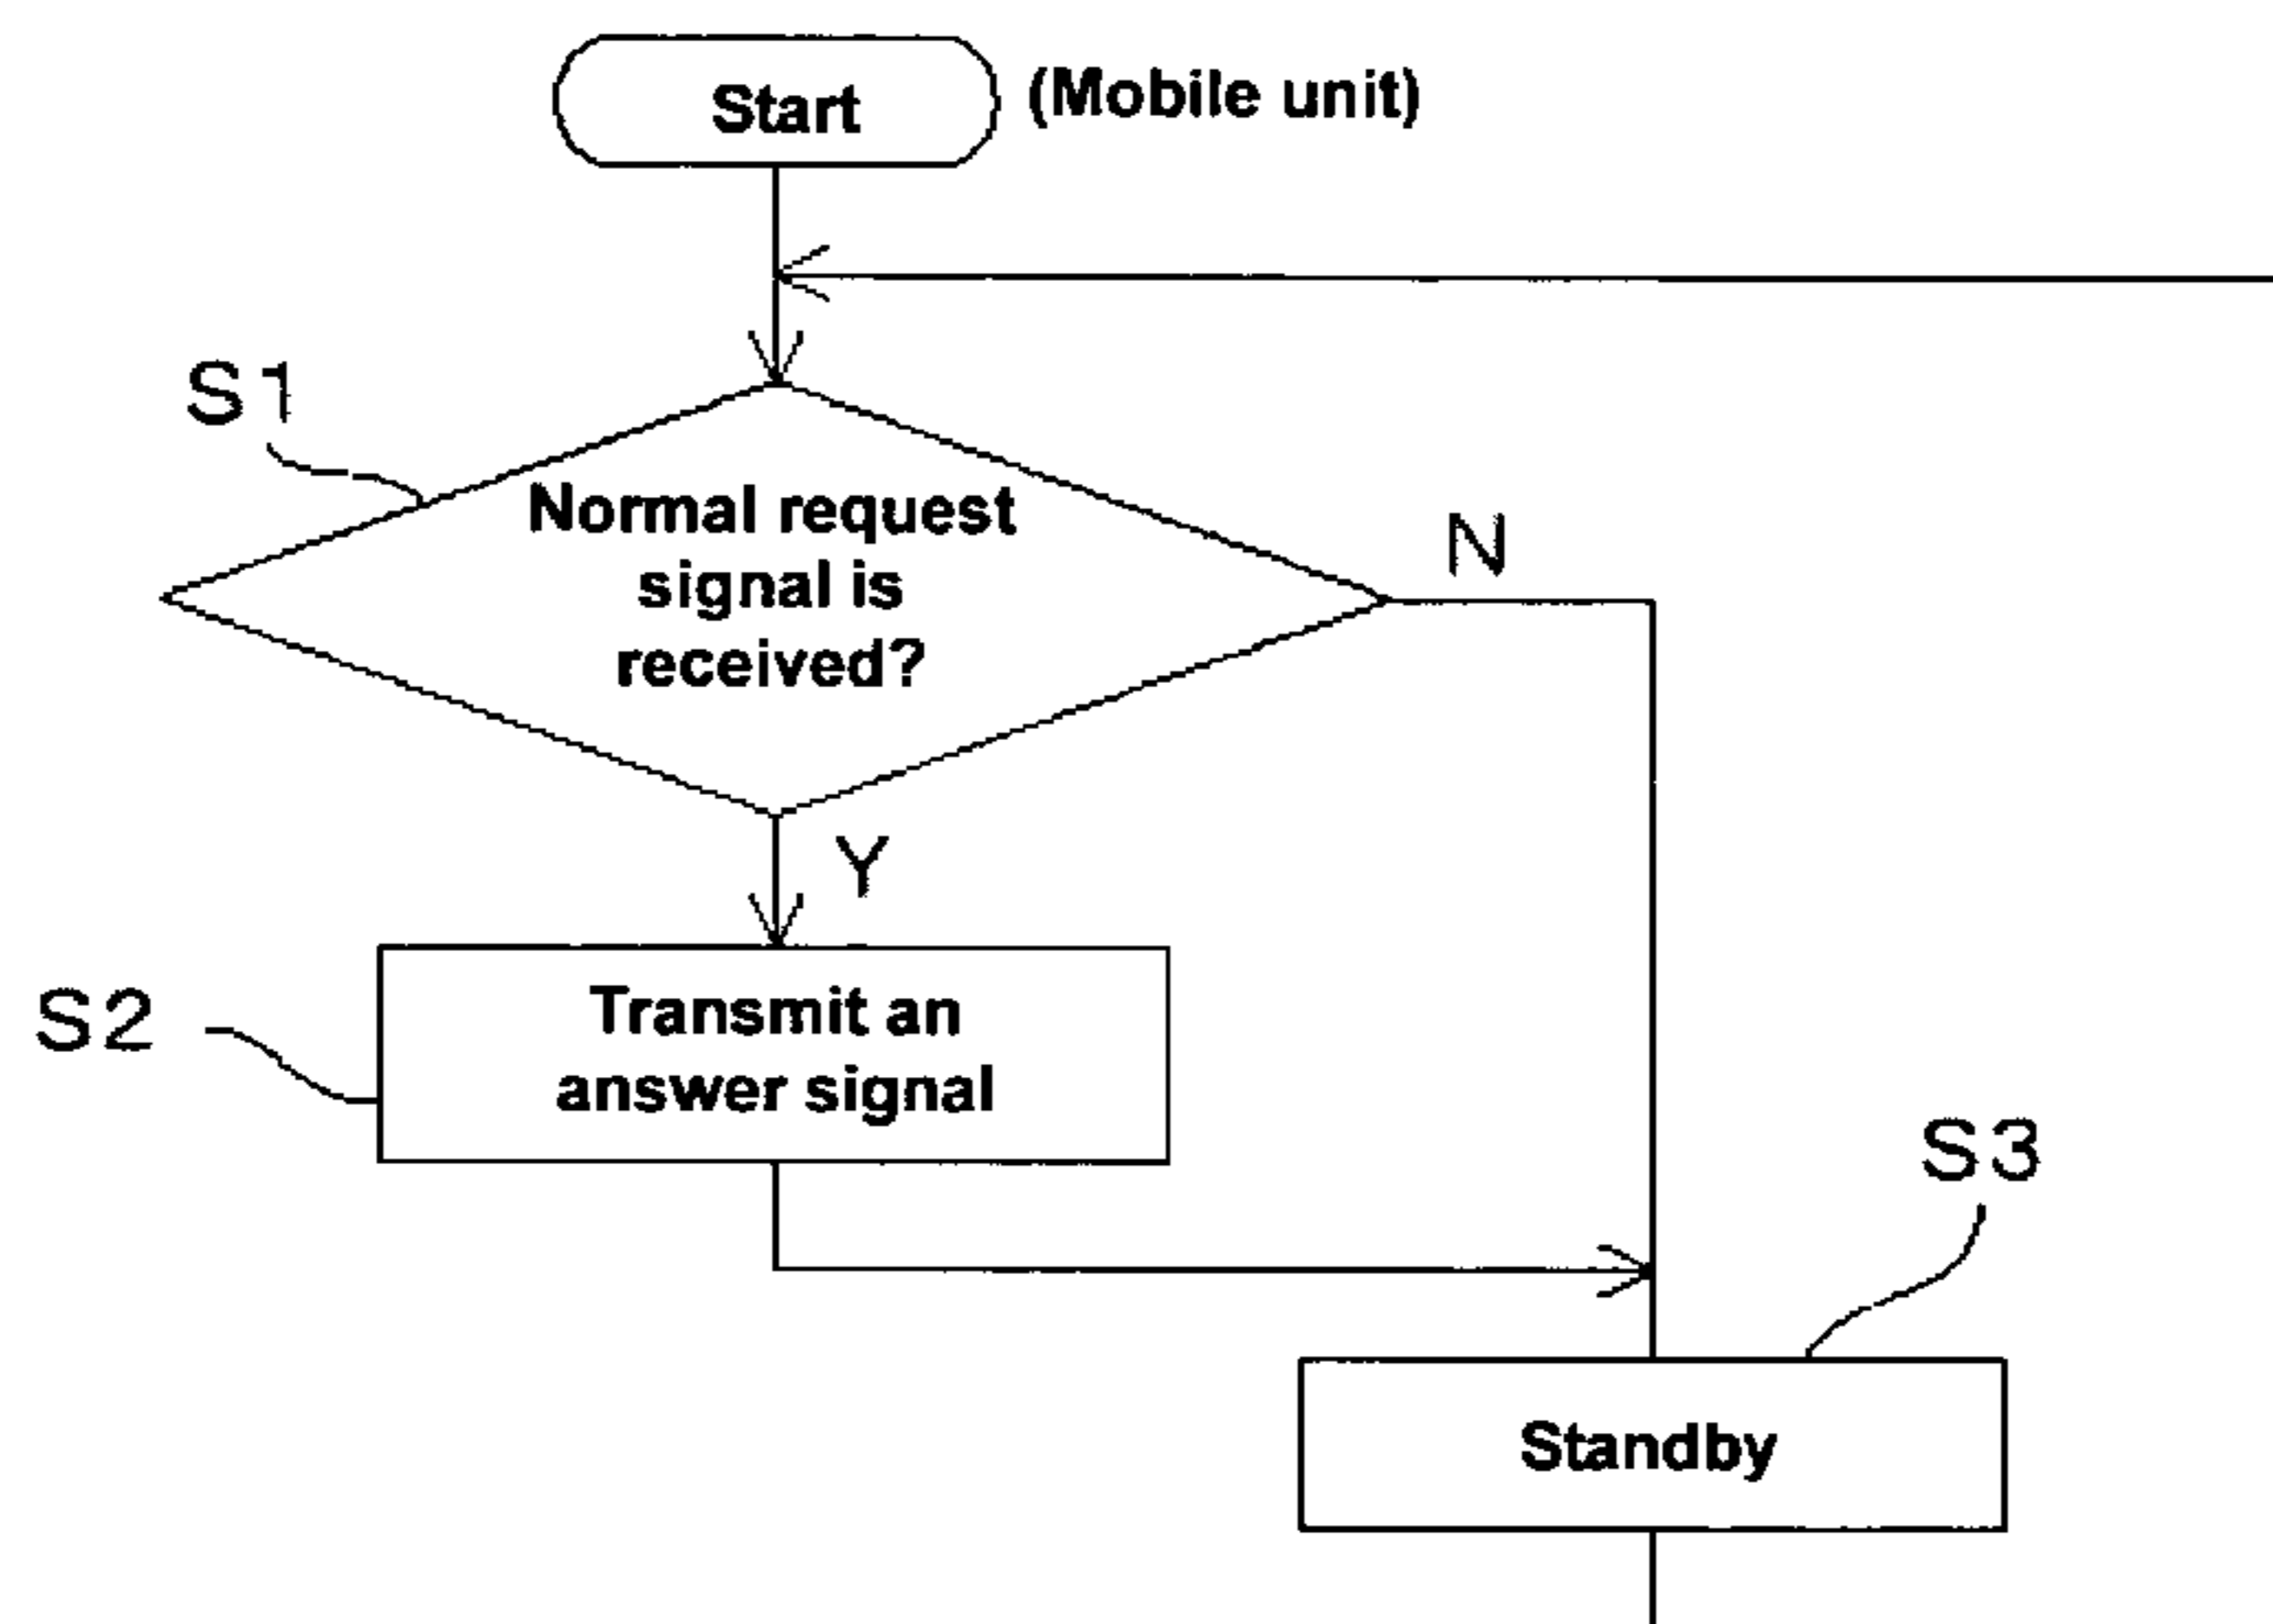 Start
(Mobile unit)
S1
Normal request
signal is
received?
N
Y
S2
Transmit an
answer signal
S3
Standby